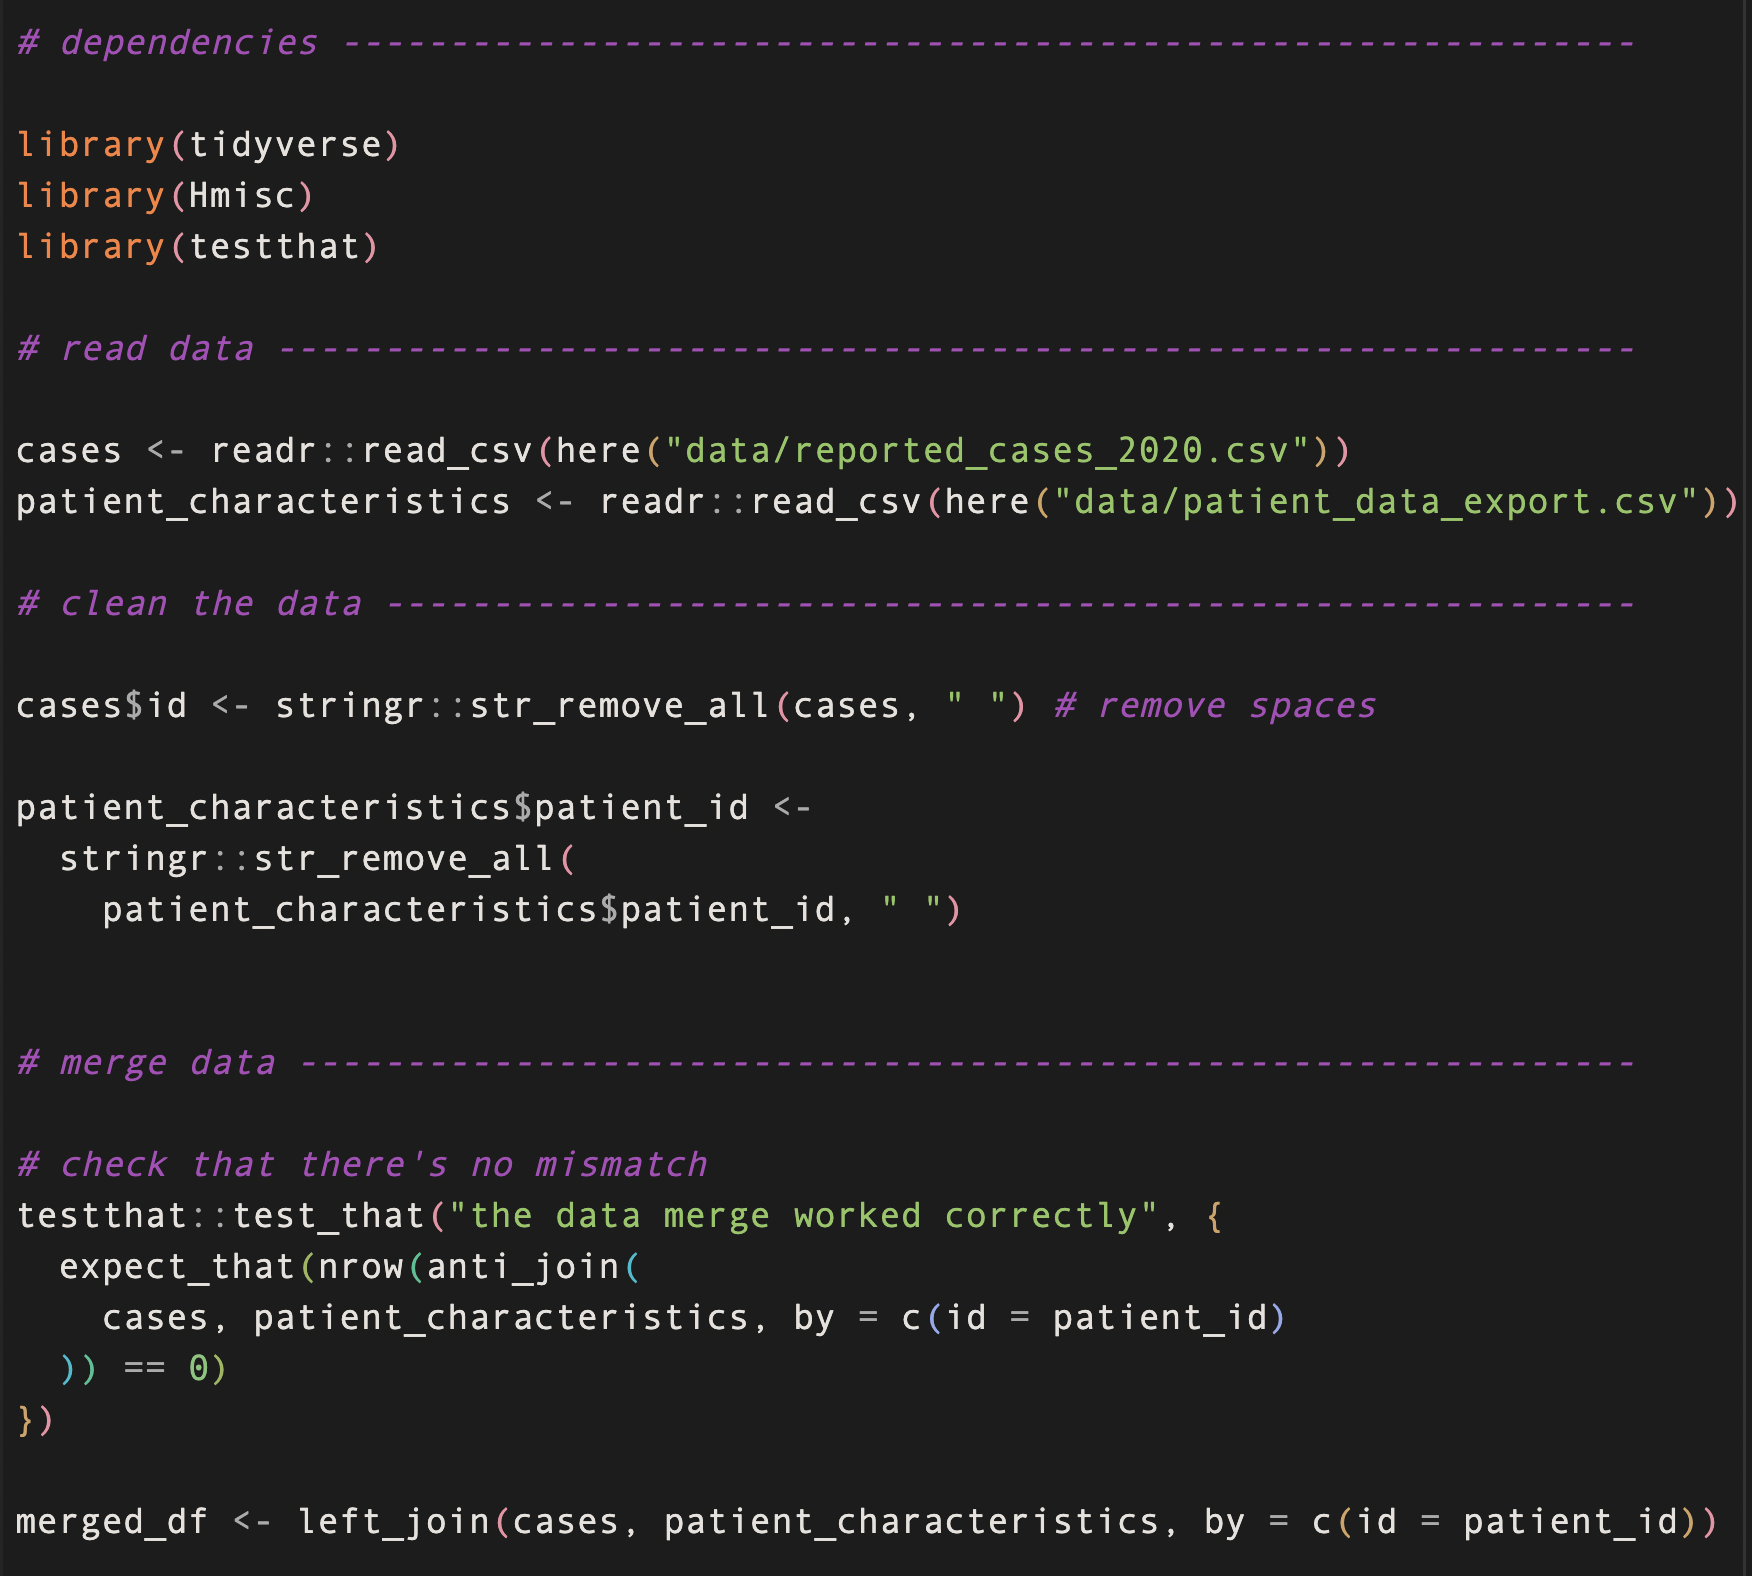 # dependencies ------------------------------------------------------------
library(tidyverse)
library(Hmisc)
library(testthat)
# read data ---------------------------------------------------------------
cases <- readr::read_csv(here("data/reported_cases_2020.csv"))
patient_characteristics <- readr::read_csv(here("data/patient_data_export.csv"))
# clean the data ----------------------------------------------------------
cases$id <- stringr::str_remove_all(cases, " ") # remove spaces
patient_characteristics$patient_id <-
  stringr::str_remove_all(
    patient_characteristics$patient_id, " ")
# merge data --------------------------------------------------------------
# check that there's no mismatch
testthat::test_that("the data merge worked correctly", {
  expect_that(nrow(anti_join(
    cases, patient_characteristics, by = c(id = patient_id)
  )) == 0)
})
merged_df <- left_join(cases, patient_characteristics, by = c(id = patient_id))